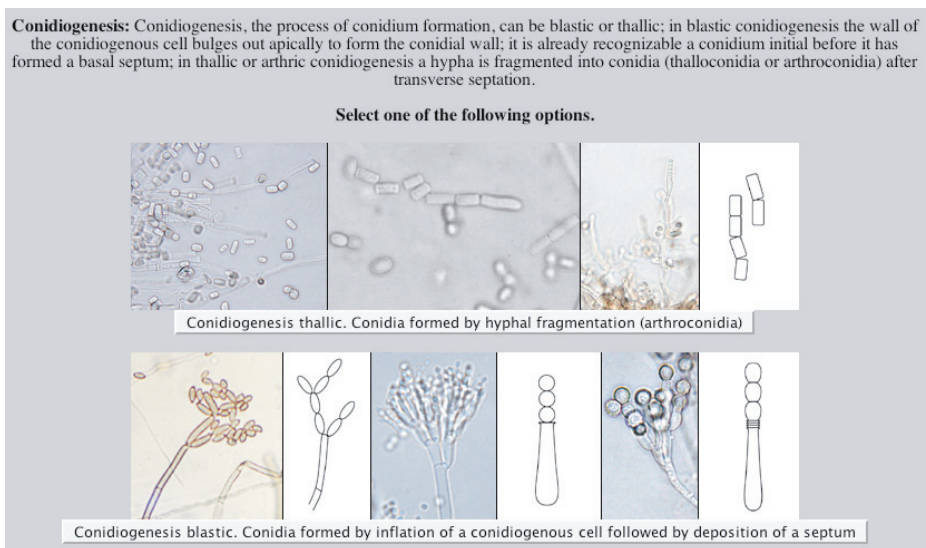 Conidiogenesis: Conidiogenesis, the process of conidium formation, can be blastic or thallic; in blastic conidiogenesis the wall of
the conidiogenous cell bulges out apically to form the conidial wall; it is already recognizable a conidium initial before it has
formed a basal septum; in thallic or arthric conidiogenesis a hypha is fragmented into conidia (thalloconidia or arthroconidia) after
transverse septation.
Select one of the following options.
Conidiogenesis thallic. Conidia formed by hyphal fragmentation (arthroconidia)
Conidiogenesis blastic. Conidia formed by inflation of a conidiogenous cell followed by deposition of a septum